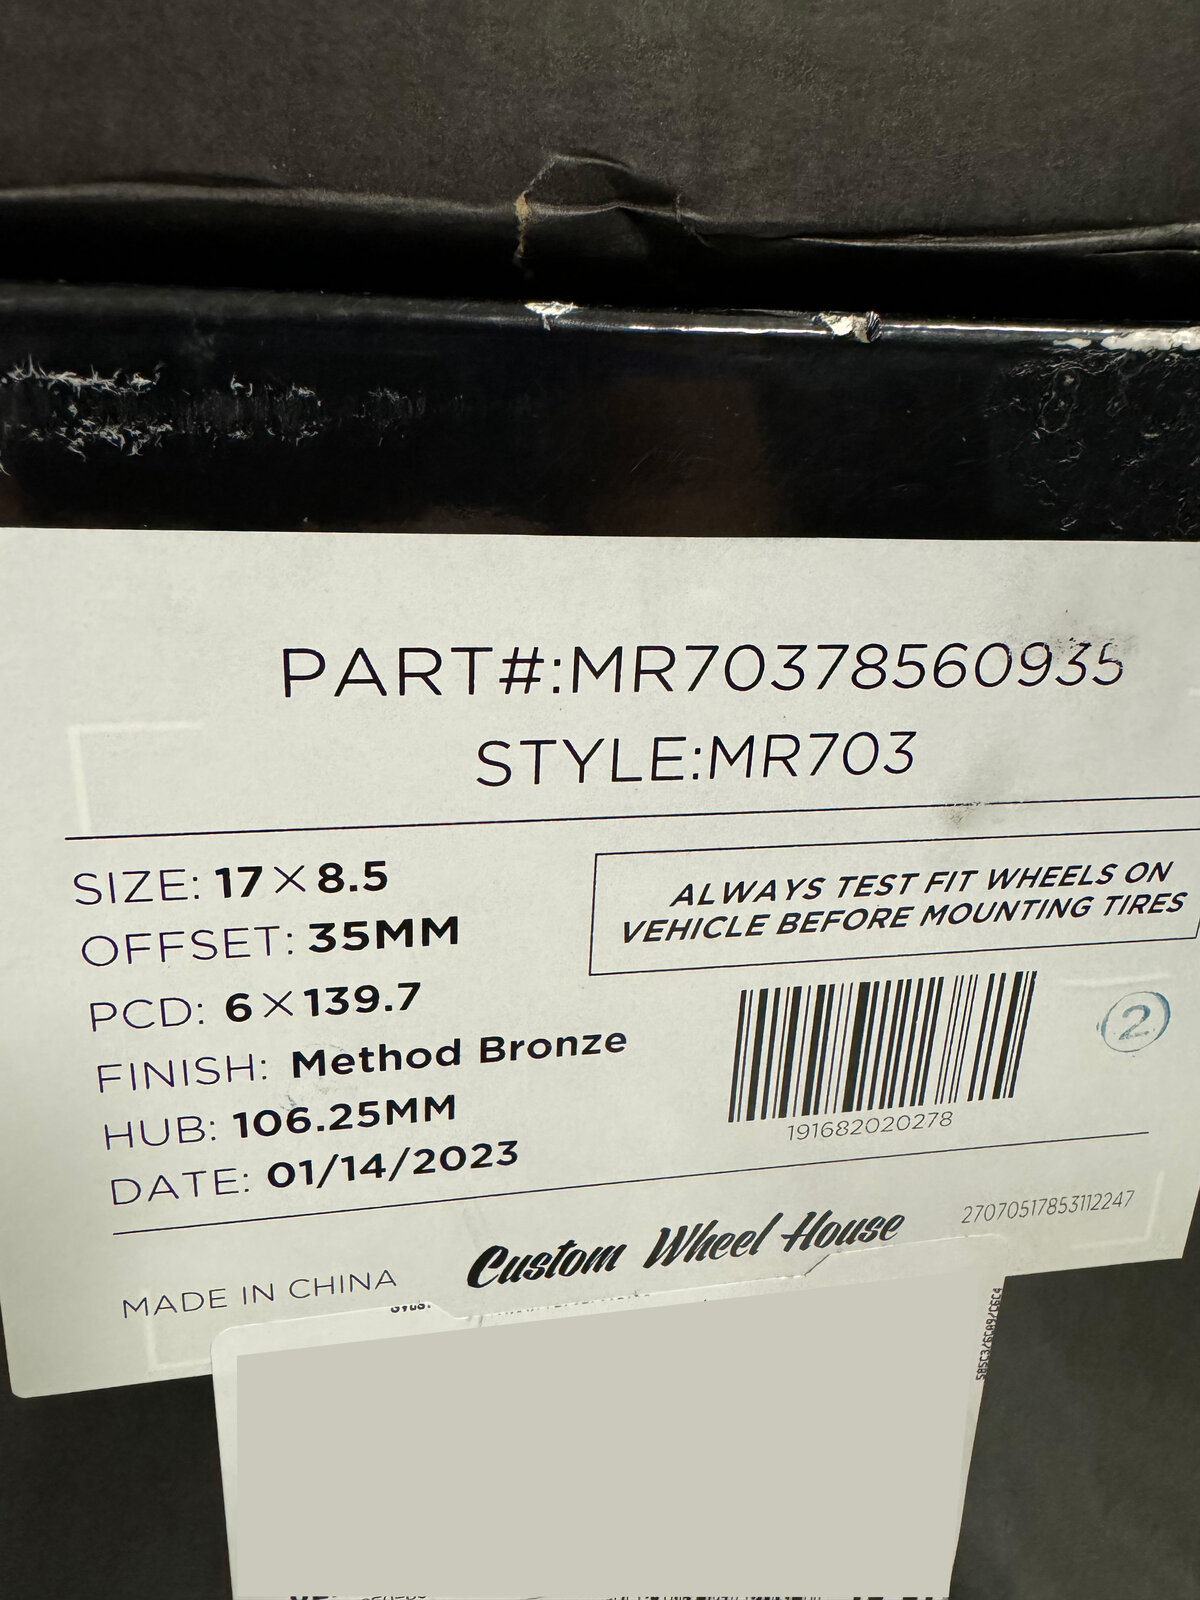 PART#:MR70378560935
STYLE:MR703
SIZE: 17×8.5
OFFSET: 35MM
PCD: 6×139.7
FINISH: Method Bronze
HUB: 106.25MM
DATE: 01/14/2023
ALWAYS TEST FIT WHEELS ON
VEHICLE BEFORE MOUNTING TIRES
2
191682020278
27070517853112247
MADE IN CHINA
Custom Wheel House